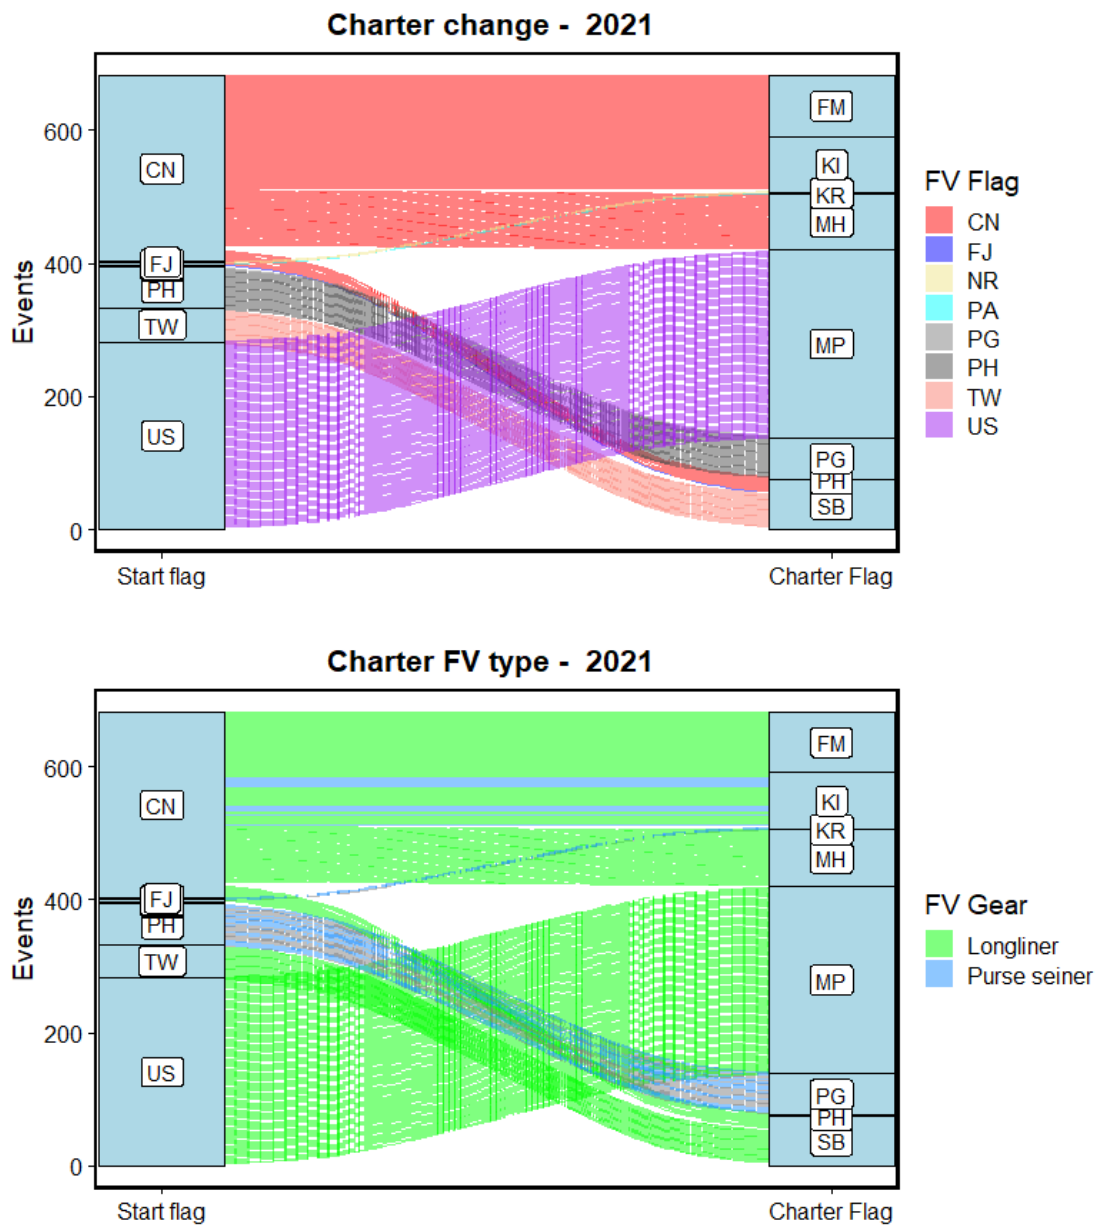 Charter change - 2021
Events
600
400
200
0
CN
FJ
PH
TW
US
FM
KI
KR
MH
MP
PG
PH
SB
Start flag
Charter Flag
FV Flag
CN
FJ
NR
PA
PG
PH
TW
US
Charter FV type - 2021
Events
600
400
200
0
CN
FJ
PH
TW
US
FM
KI
KR
MH
MP
PG
PH
SB
Start flag
Charter Flag
FV Gear
Longliner
Purse seiner